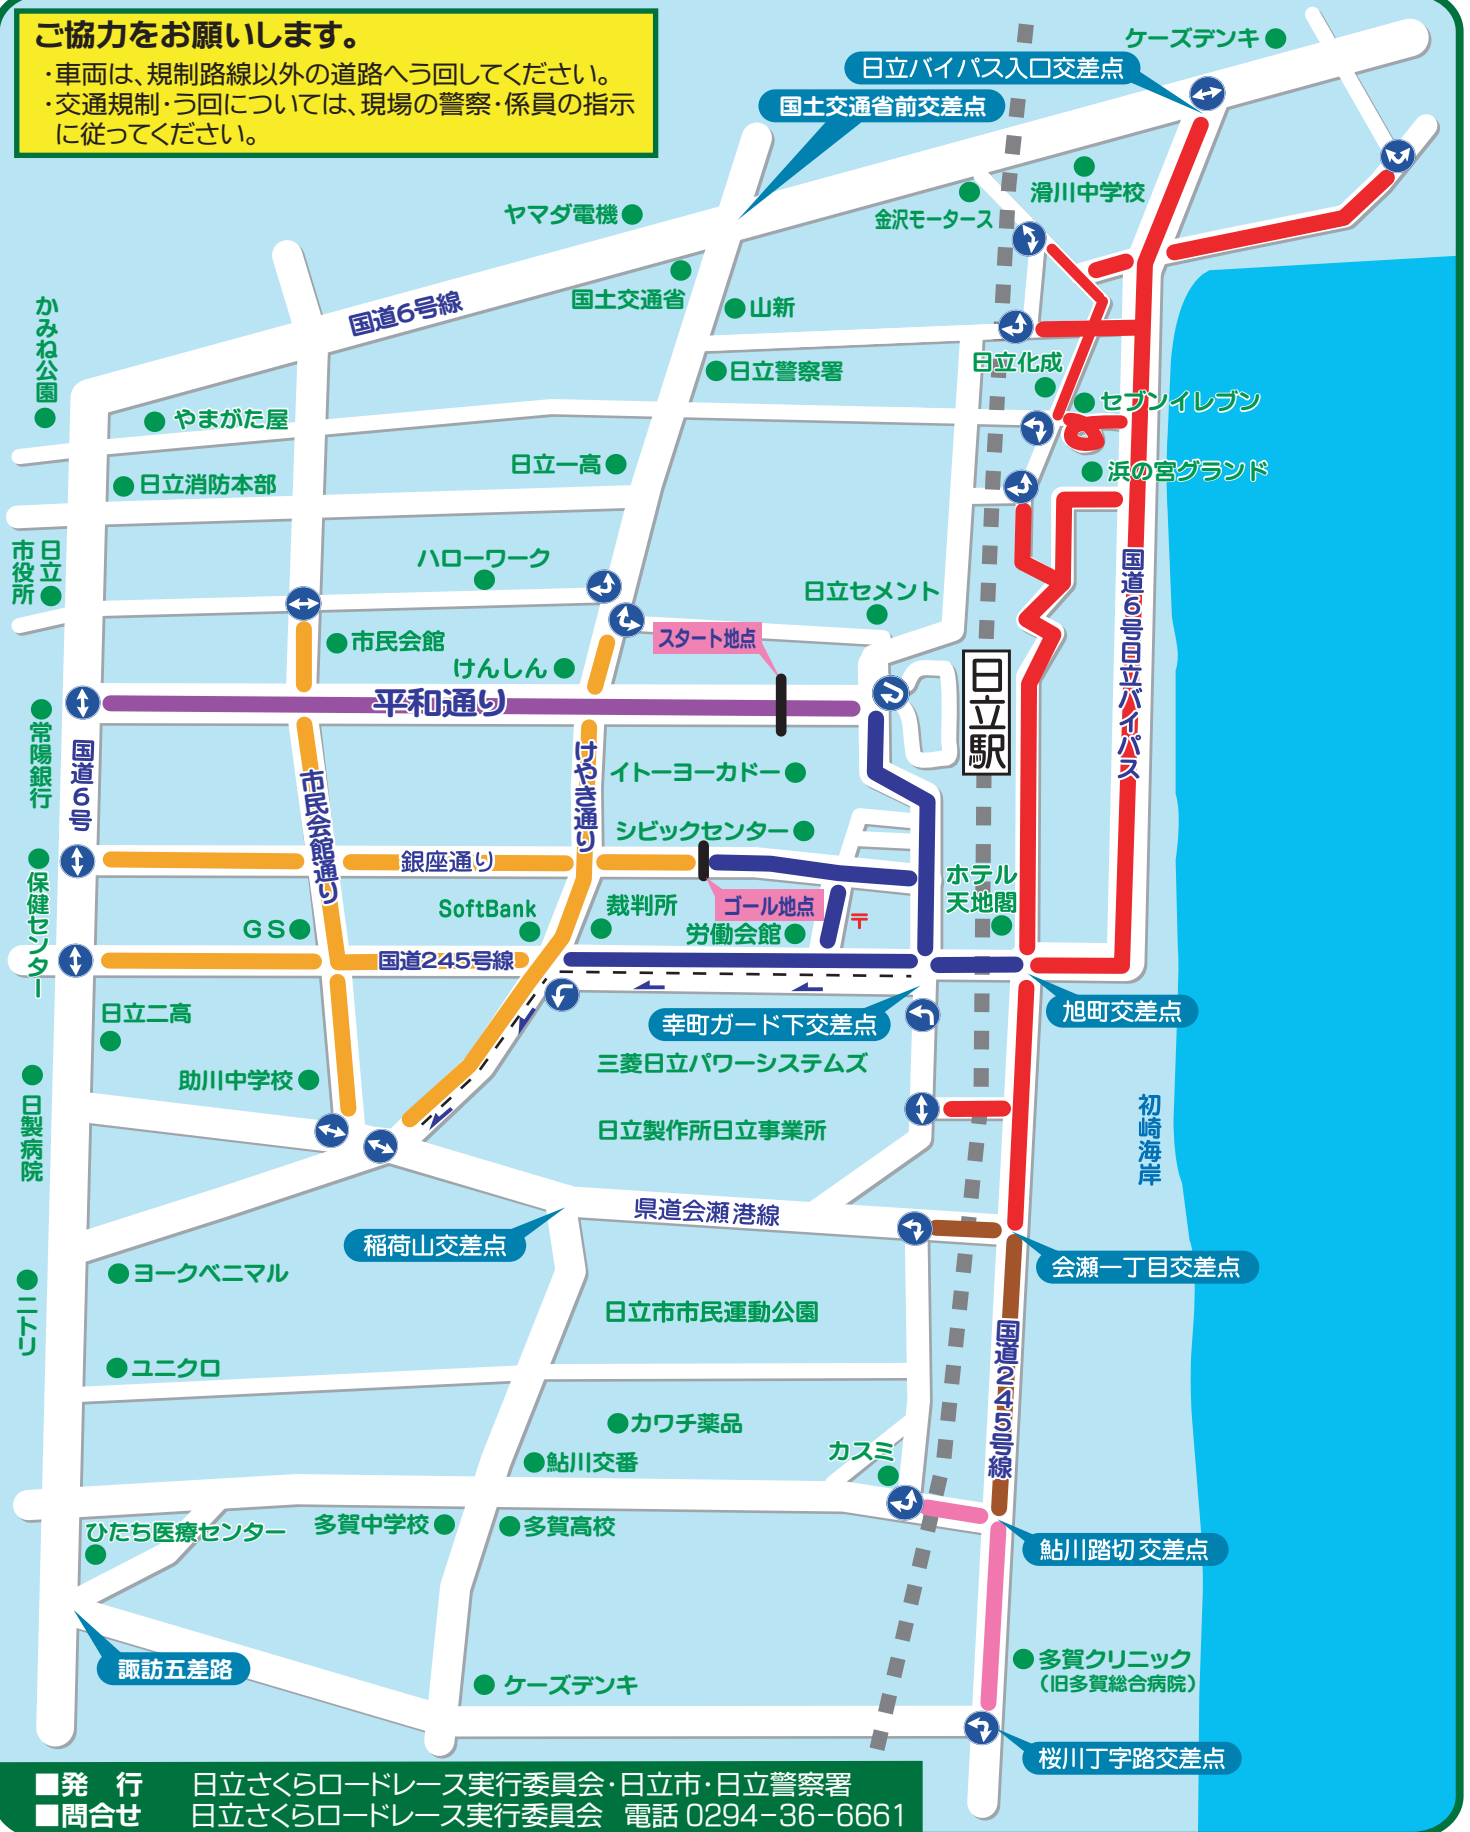 ご協力をお願いします。
・車両は、規制路線以外の道路へう回してください。
・交通規制・う回については、現場の警察・係員の指示
に従ってください。
ケーズデンキ
日立バイパス入口交差点
国土交通省前交差点
滑川中学校
金沢モータース
ヤマダ電機
国土交通省
山新
国道6号線
かみね公園
日立警察署
日立化成
セブンイレブン
やまがた屋
日立一高
浜の宮グランド
日立消防本部
日立市役所
ハローワーク
日立セメント
国道6号日立バイパス
市民会館
スタート地点
けんしん
日立駅
平和通り
常陽銀行
国道6号
市民会館通り
けやき通り
イトーヨーカドー
シビックセンター
銀座通り
保健センター
ホテル
天地閣
SoftBank
裁判所
ゴール地点
〒
GS
労働会館
国道245号線
日立二高
幸町ガード下交差点
旭町交差点
三菱日立パワーシステムズ
助川中学校
日製病院
日立製作所日立事業所
初崎海岸
県道会瀬港線
稲荷山交差点
会瀬一丁目交差点
ヨークベニマル
ニトリ
日立市市民運動公園
国道245号線
ユニクロ
カワチ薬品
カスミ
鮎川交番
多賀中学校
多賀高校
ひたち医療センター
鮎川踏切交差点
諏訪五差路
ケーズデンキ
多賀クリニック
(旧多賀総合病院)
桜川丁字路交差点
■発 行 日立さくらロードレース実行委員会・日立市・日立警察署
■問合せ 日立さくらロードレース実行委員会 電話 0294-36-6661